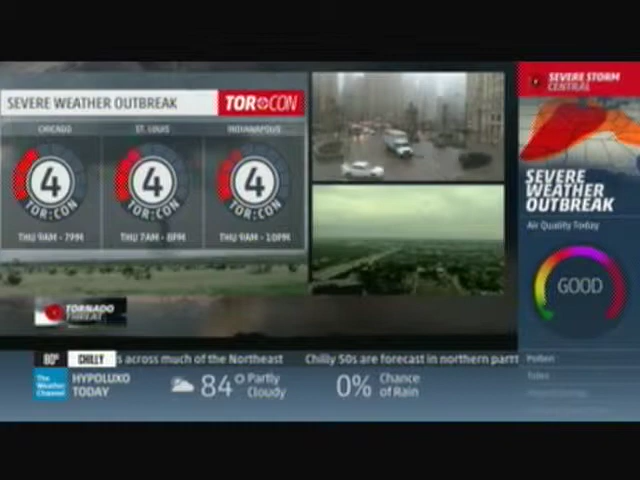 SEVERE WEATHER OUTBREAK
TOR:CON
CHICAGO
ST. LOUIS
INDIANAPOLIS
4
4
4
TOR:CON
TOR:CON
TOR:CON
THU 9AM - 7PM
THU 7AM - 8PM
THU 9AM - 10PM
TORNADO
THREAT
SEVERE STORM
CENTRAL
SEVERE
WEATHER
OUTBREAK
Air Quality Today
GOOD
Pollen
80°
CHILLY
s across much of the Northeast
Chilly 50s are forecast in northern part
The
Weather
Channel
HYPOLUXO
TODAY
84°
Partly
Cloudy
0%
Chance
of Rain